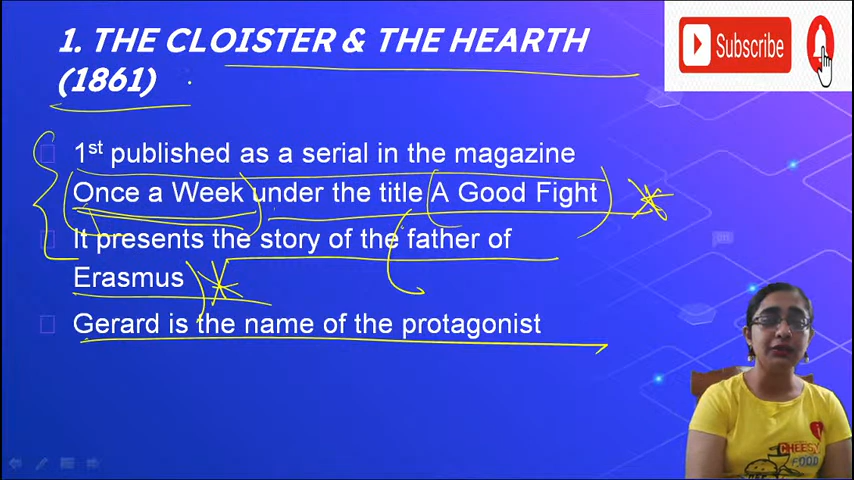 1. THE CLOISTER & THE HEARTH
(1861)
Subscribe
1st published as a serial in the magazine
Once a Week under the title A Good Fight
It presents the story of the father of
Erasmus
Gerard is the name of the protagonist
CHEESY
FOOD